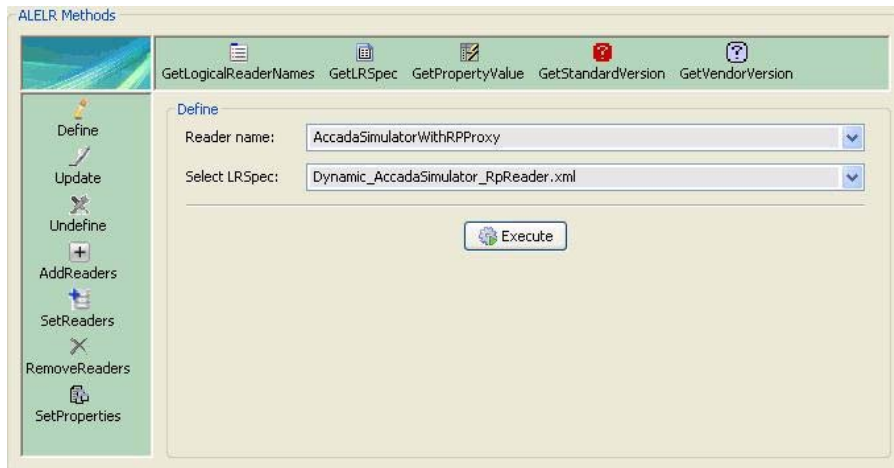 ALELR Methods
GetLogicalReaderNames GetLRSpec GetPropertyValue GetStandardVersion GetVendorVersion
Define
Update
Undefine
AddReaders
SetReaders
RemoveReaders
SetProperties
Define
Reader name: AccadaSimulatorWithRPProxy
Select LRSpec: Dynamic_AccadaSimulator_RpReader.xml
Execute